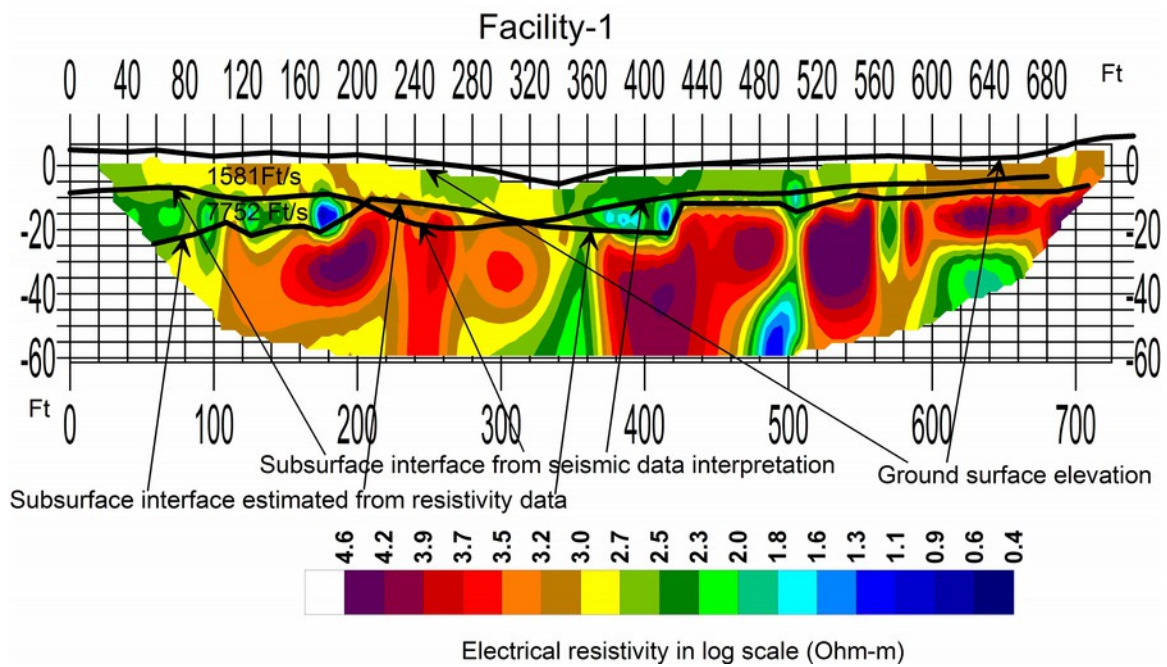 Facility-1
0 40 80 120 160 200 240 280 320 360 400 440 480 520 560 600 640 680 Ft
0 0
1581Ft/s
7752 Ft/s
-20 -20
-40 -40
-60 -60
Ft 0 100 200 300 400 500 600 700
Subsurface interface from seismic data interpretation
Ground surface elevation
Subsurface interface estimated from resistivity data
4.6 4.2 3.9 3.7 3.5 3.2 3.0 2.7 2.5 2.3 2.0 1.8 1.6 1.3 1.1 0.9 0.6 0.4
Electrical resistivity in log scale (Ohm-m)